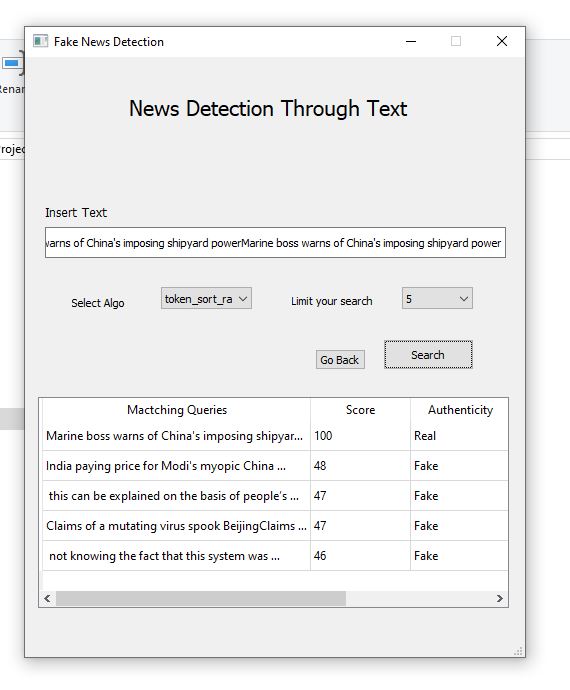 Fake News Detection
News Detection Through Text
Insert Text
warns of China's imposing shipyard powerMarine boss warns of China's imposing shipyard power
Select Algo token_sort_ra Limit your search 5
Go Back Search
Mactching Queries Score Authenticity
Marine boss warns of China's imposing shipyar... 100 Real
India paying price for Modi's myopic China ... 48 Fake
this can be explained on the basis of people's ... 47 Fake
Claims of a mutating virus spook BeijingClaims ... 47 Fake
not knowing the fact that this system was ... 46 Fake